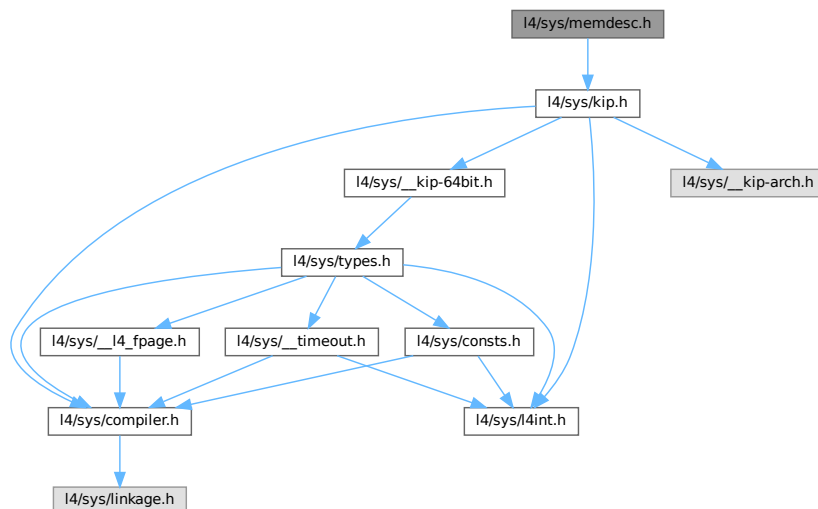 l4/sys/memdesc.h
l4/sys/kip.h
l4/sys/__kip-64bit.h
l4/sys/__kip-arch.h
l4/sys/types.h
l4/sys/__l4_fpage.h
l4/sys/__timeout.h
l4/sys/consts.h
l4/sys/compiler.h
l4/sys/l4int.h
l4/sys/linkage.h